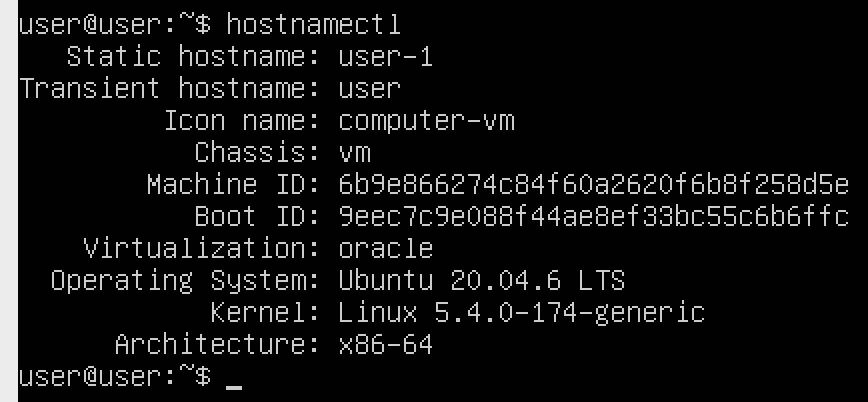 user@user:~$ hostnamectl
Static hostname: user-1
Transient hostname: user
Icon name: computer-vm
Chassis: vm
Machine ID: 6b9e866274c84f60a2620f6b8f258d5e
Boot ID: 9eec7c9e088f44ae8ef33bc55c6b6ffc
Virtualization: oracle
Operating System: Ubuntu 20.04.6 LTS
Kernel: Linux 5.4.0-174-generic
Architecture: x86-64
user@user:~$ _